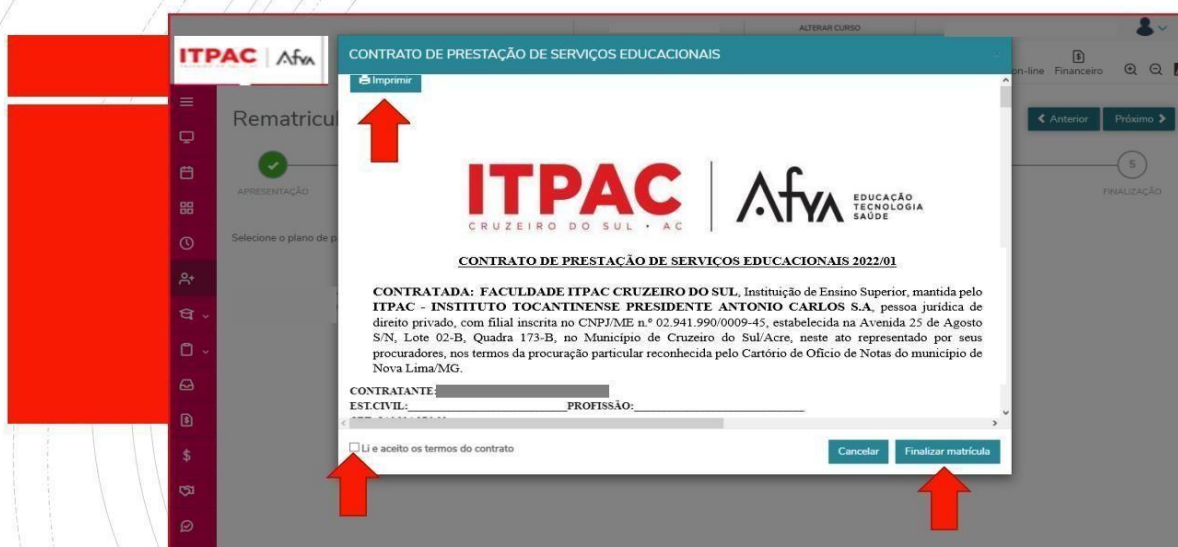 ALTERAR CURSO
ITPAC Afya
CONTRATO DE PRESTAÇÃO DE SERVIÇOS EDUCACIONAIS
on-line Financeiro
Imprimir
Rematricul
Anterior
Próximo
ITPAC
CRUZEIRO DO SUL • AC
Afya
EDUCAÇÃO
TECNOLOGIA
SAÚDE
5
APRESENTAÇÃO
FINALIZAÇÃO
Selecione o plano de p
CONTRATO DE PRESTAÇÃO DE SERVIÇOS EDUCACIONAIS 2022/01
CONTRATADA: FACULDADE ITPAC CRUZEIRO DO SUL, Instituição de Ensino Superior, mantida pelo
ITPAC - INSTITUTO TOCANTINENSE PRESIDENTE ANTONIO CARLOS S.A, pessoa jurídica de
direito privado, com filial inscrita no CNPJ/ME n.º 02.941.990/0009-45, estabelecida na Avenida 25 de Agosto
S/N, Lote 02-B, Quadra 173-B, no Município de Cruzeiro do Sul/Acre, neste ato representado por seus
procuradores, nos termos da procuração particular reconhecida pelo Cartório de Ofício de Notas do município de
Nova Lima/MG.
CONTRATANTE:
EST.CIVIL:__________________________PROFISSÃO:____________________________
Li e aceito os termos do contrato
Cancelar
Finalizar matrícula